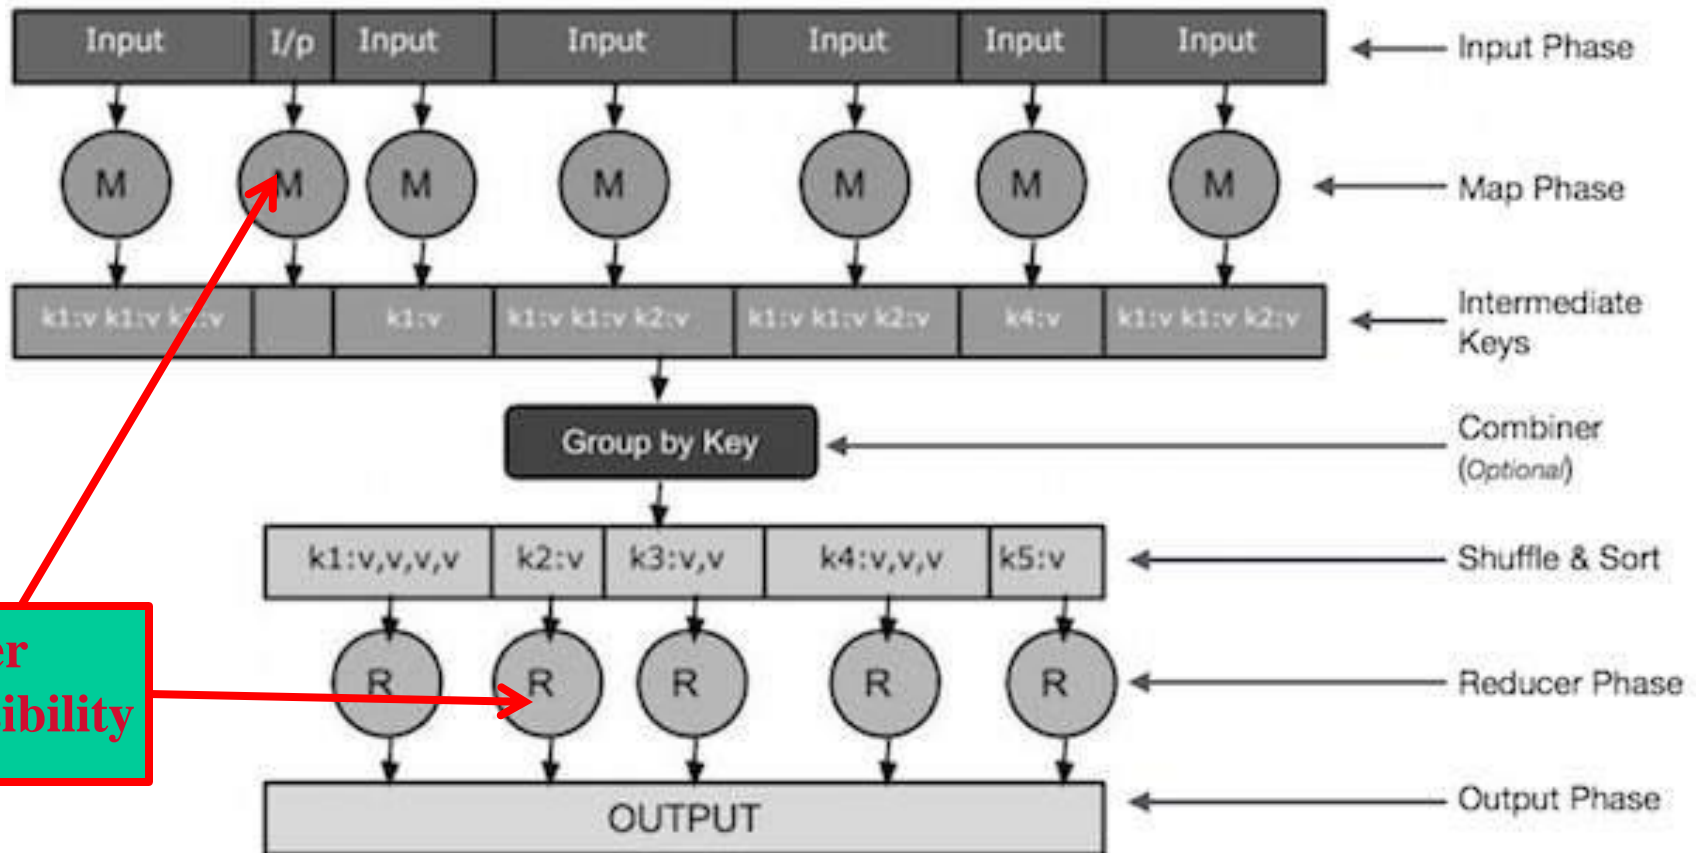 Input I/p Input Input Input Input Input Input Phase
M M M M M M M Map Phase
k1:v k1:v k1:v k1:v k1:v k2:v k1:v k1:v k2:v k4:v k1:v k1:v k2:v Intermediate
Keys
Group by Key Combiner
(Optional)
k1:v,v,v,v k2:v k3:v,v k4:v,v,v k5:v Shuffle & Sort
R R R R R Reducer Phase
OUTPUT Output Phase